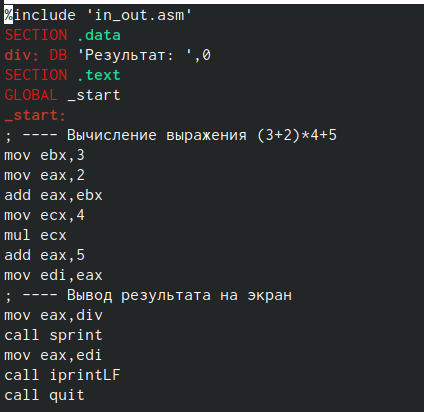 %include 'in_out.asm'
SECTION .data
div: DB 'Результат: ',0
SECTION .text
GLOBAL _start
_start:
; ---- Вычисление выражения (3+2)*4+5
mov ebx,3
mov eax,2
add eax,ebx
mov ecx,4
mul ecx
add eax,5
mov edi,eax
; ---- Вывод результата на экран
mov eax,div
call sprint
mov eax,edi
call iprintLF
call quit